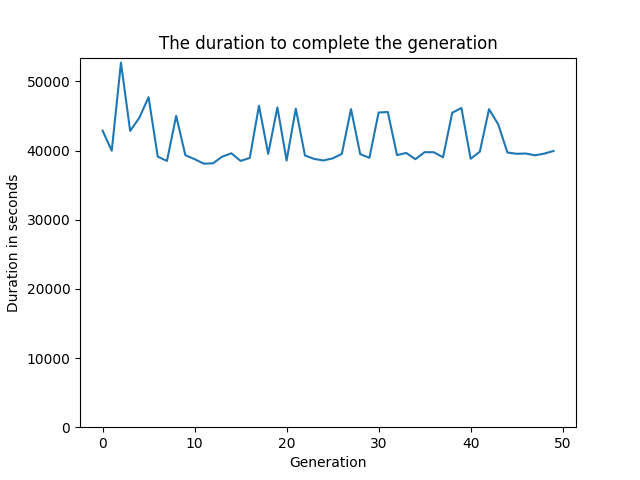 The duration to complete the generation
Duration in seconds
50000
40000
30000
20000
10000
0
0 10 20 30 40 50
Generation